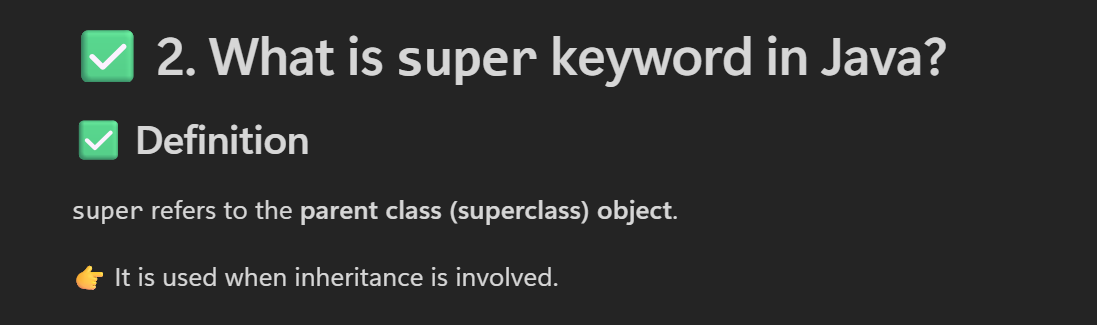 ✅ 2. What is super keyword in Java?
✅ Definition
super refers to the parent class (superclass) object.
👉 It is used when inheritance is involved.